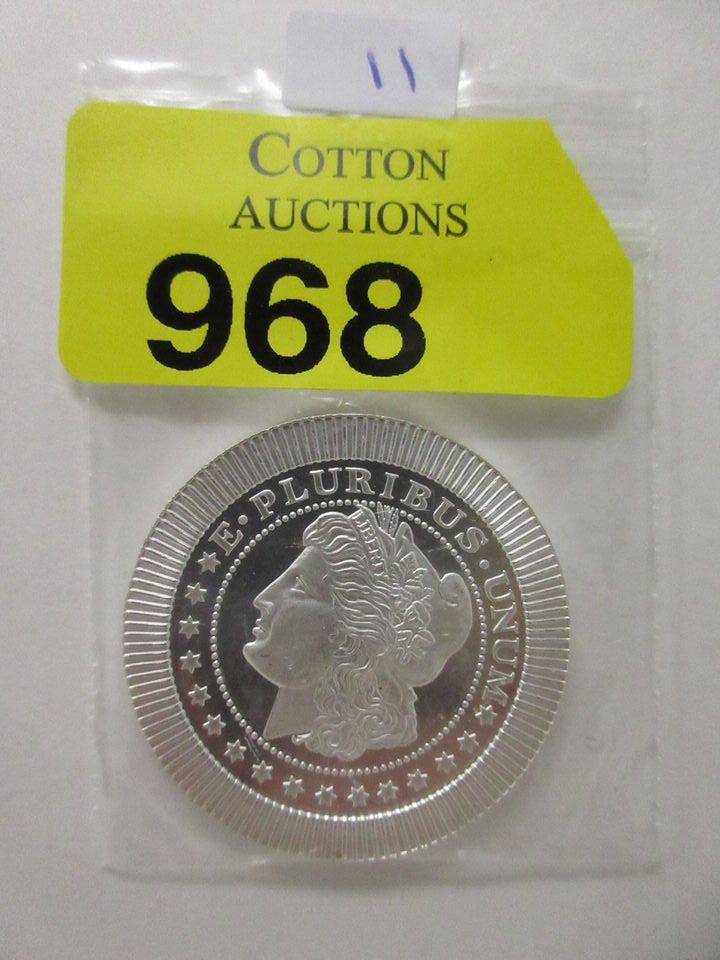 11
COTTON
AUCTIONS
968
E·PLURIBUS·UNUM
LIBERTY